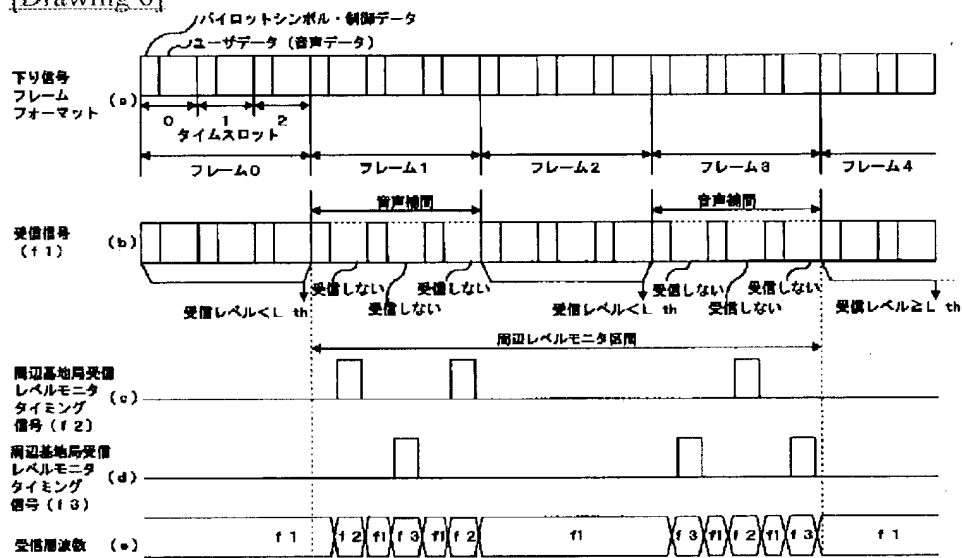 [Drawing 6]
パイロットシンボル・制御データ
ユーザデータ(音声データ)
下り信号
フレーム (a)
フォーマット
0 1 2
タイムスロット
フレーム0 フレーム1 フレーム2 フレーム3 フレーム4
音声補間 音声補間
受信信号 (b)
(f1)
受信しない 受信しない 受信しない 受信しない
受信レベル<L th 受信しない 受信レベル<L th 受信しない 受信レベル≧L th
周辺レベルモニタ区間
周辺基地局受信
レベルモニタ (c)
タイミング
信号(f2)
周辺基地局受信
レベルモニタ (d)
タイミング
信号(f3)
受信周波数 (e) f1 f2 f1 f3 f1 f2 f1 f3 f1 f2 f1 f3 f1